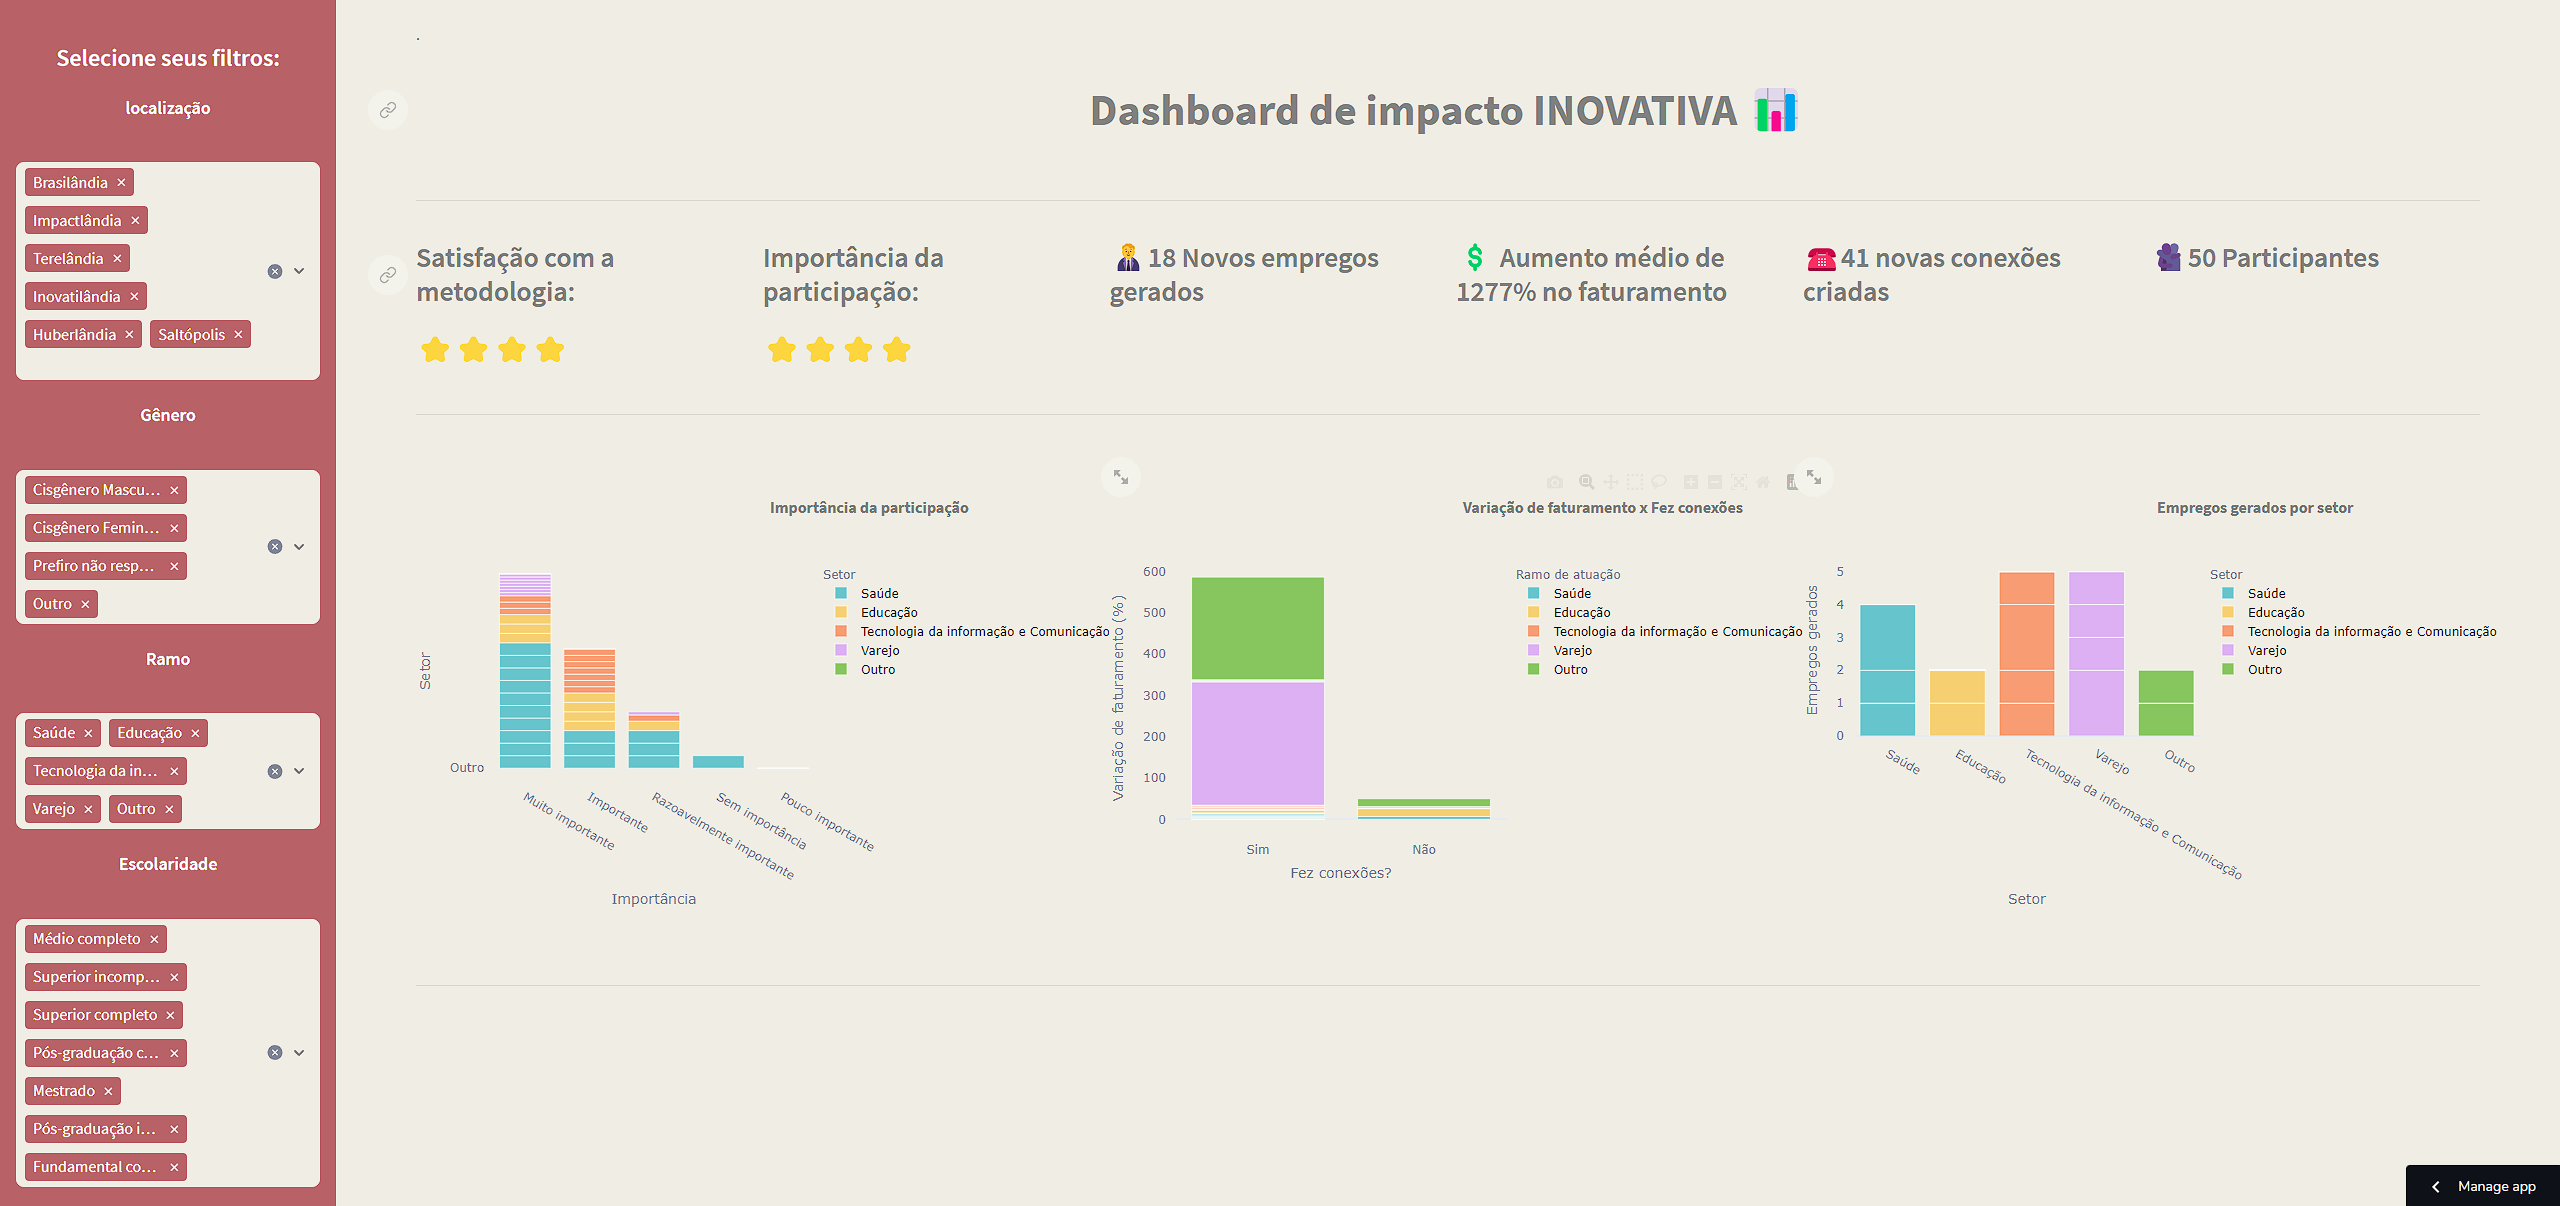 Selecione seus filtros:
localização
Brasilândia
Impactlândia
Terelândia
Inovatilândia
Huberlândia Saltópolis
Gênero
Cisgênero Mascu...
Cisgênero Femin...
Prefiro não resp...
Outro
Ramo
Saúde Educação
Tecnologia da in...
Varejo Outro
Escolaridade
Médio completo
Superior incomp...
Superior completo
Pós-graduação c...
Mestrado
Pós-graduação i...
Fundamental co...
.
Dashboard de impacto INOVATIVA
Satisfação com a
metodologia:
Importância da
participação:
18 Novos empregos
gerados
Aumento médio de
1277% no faturamento
41 novas conexões
criadas
50 Participantes
Importância da participação
Setor
Outro
Muito importante
Importante
Razoavelmente importante
Sem importância
Pouco importante
Importância
Setor
Saúde
Educação
Tecnologia da informação e Comunicação
Varejo
Outro
Variação de faturamento x Fez conexões
Variação de faturamento (%)
600
500
400
300
200
100
0
Sim
Não
Fez conexões?
Ramo de atuação
Saúde
Educação
Tecnologia da informação e Comunicação
Varejo
Outro
Empregos gerados por setor
Empregos gerados
5
4
3
2
1
0
Saúde
Educação
Tecnologia da informação e Comunicação
Varejo
Outro
Setor
Setor
Saúde
Educação
Tecnologia da informação e Comunicação
Varejo
Outro
Manage app